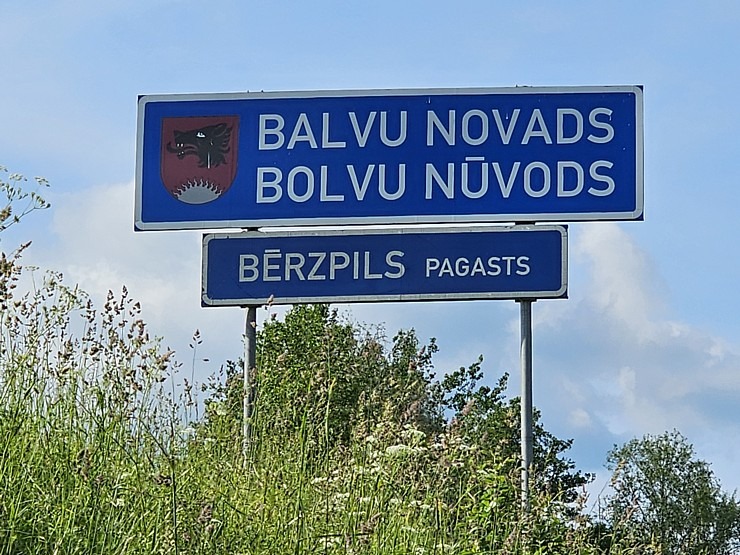 BALVU NOVADS
BOLVU NŪVODS
BĒRZPILS PAGASTS